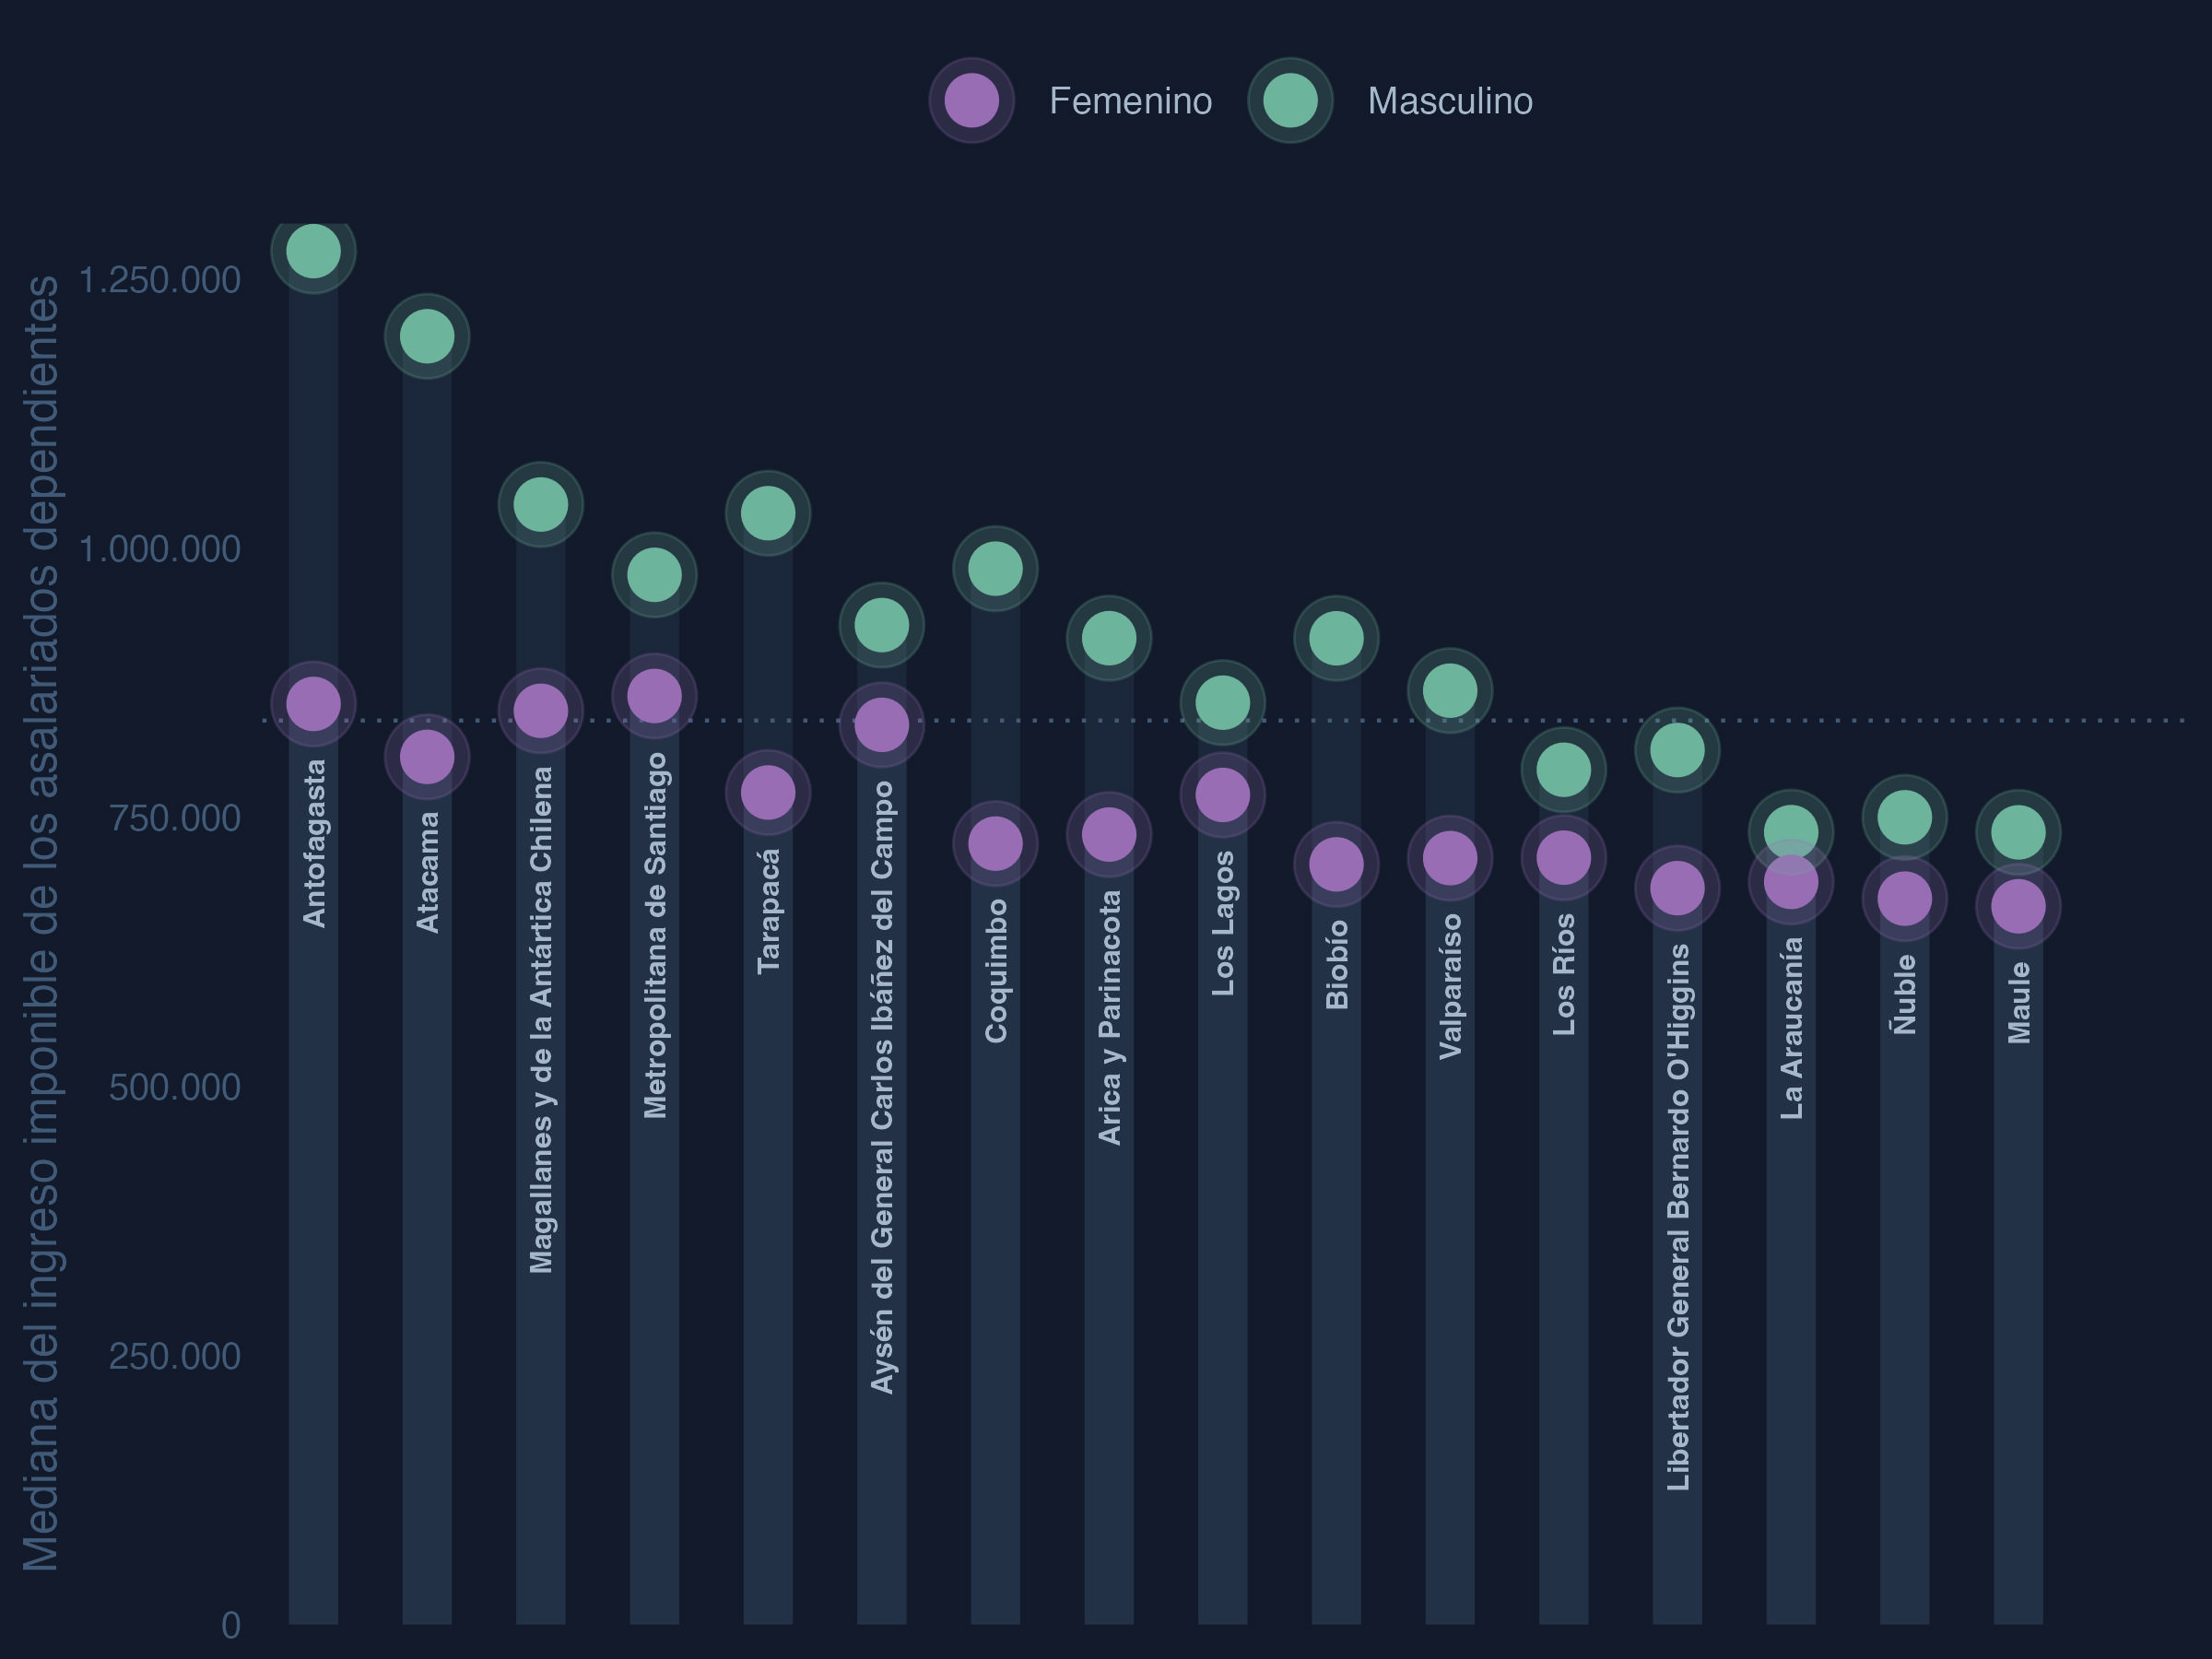 Femenino
Masculino
Mediana del ingreso imponible de los asalariados dependientes
1.250.000
1.000.000
750.000
500.000
250.000
0
Antofagasta
Atacama
Magallanes y de la Antártica Chilena
Metropolitana de Santiago
Tarapacá
Aysén del General Carlos Ibáñez del Campo
Coquimbo
Arica y Parinacota
Los Lagos
Biobío
Valparaíso
Los Ríos
Libertador General Bernardo O'Higgins
La Araucanía
Ñuble
Maule